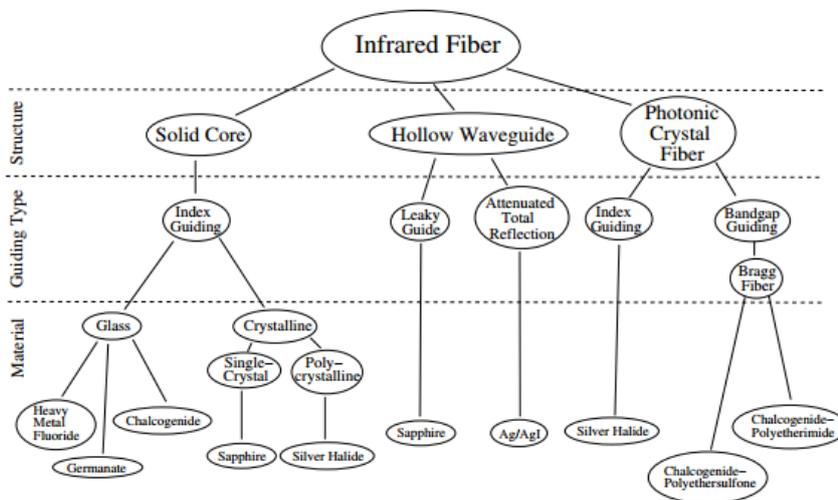 Infrared Fiber
Structure
Solid Core
Hollow Waveguide
Photonic
Crystal
Fiber
Guiding Type
Index
Guiding
Leaky
Guide
Attenuated
Total
Reflection
Index
Guiding
Bandgap
Guiding
Bragg
Fiber
Material
Glass
Crystalline
Single–
Crystal
Poly–
crystalline
Heavy
Metal
Fluoride
Chalcogenide
Germanate
Sapphire
Silver Halide
Sapphire
Ag/AgI
Silver Halide
Chalcogenide–
Polyetherimide
Chalcogenide–
Polyethersulfone